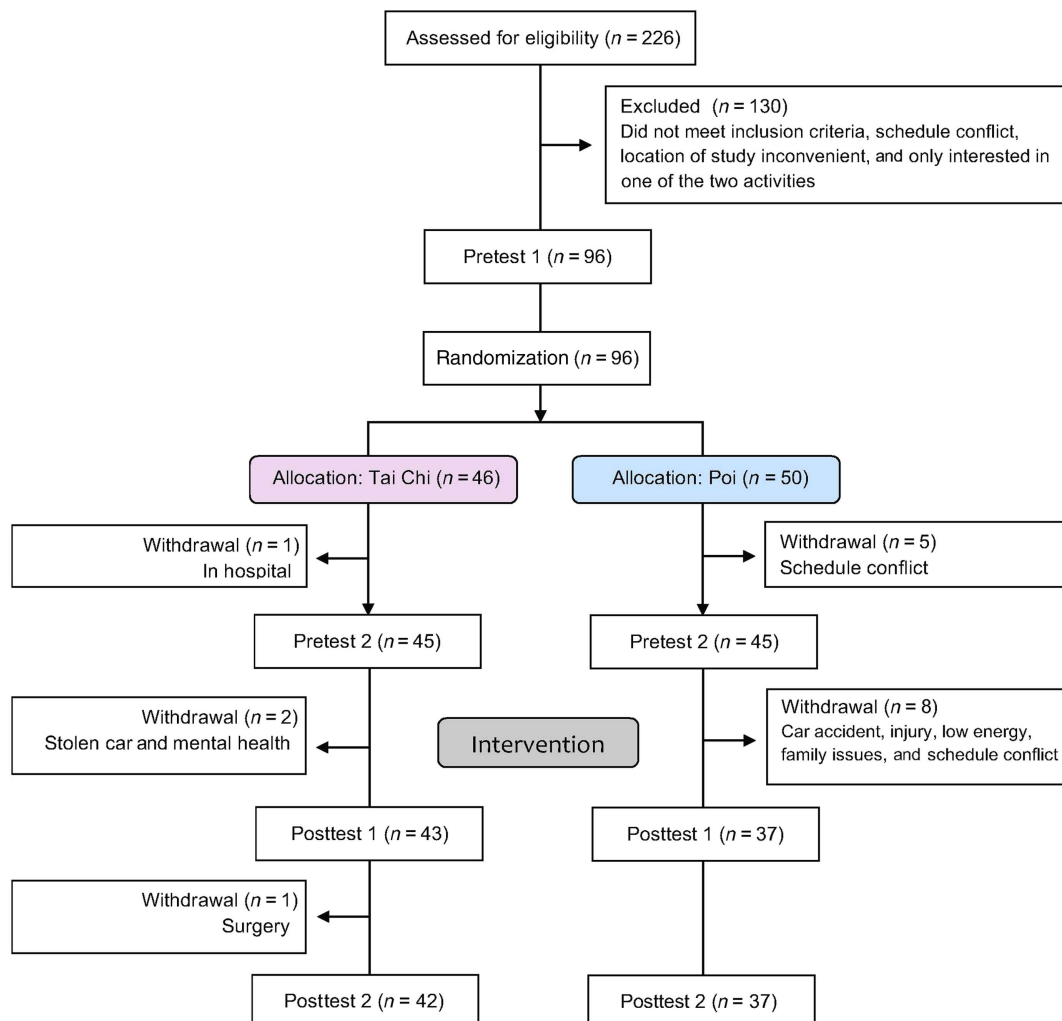 Assessed for eligibility (n = 226)
Excluded (n = 130)
Did not meet inclusion criteria, schedule conflict,
location of study inconvenient, and only interested in
one of the two activities
Pretest 1 (n = 96)
Randomization (n = 96)
Allocation: Tai Chi (n = 46)
Allocation: Poi (n = 50)
Withdrawal (n = 1)
In hospital
Withdrawal (n = 5)
Schedule conflict
Pretest 2 (n = 45)
Pretest 2 (n = 45)
Withdrawal (n = 2)
Stolen car and mental health
Intervention
Withdrawal (n = 8)
Car accident, injury, low energy,
family issues, and schedule conflict
Posttest 1 (n = 43)
Posttest 1 (n = 37)
Withdrawal (n = 1)
Surgery
Posttest 2 (n = 42)
Posttest 2 (n = 37)